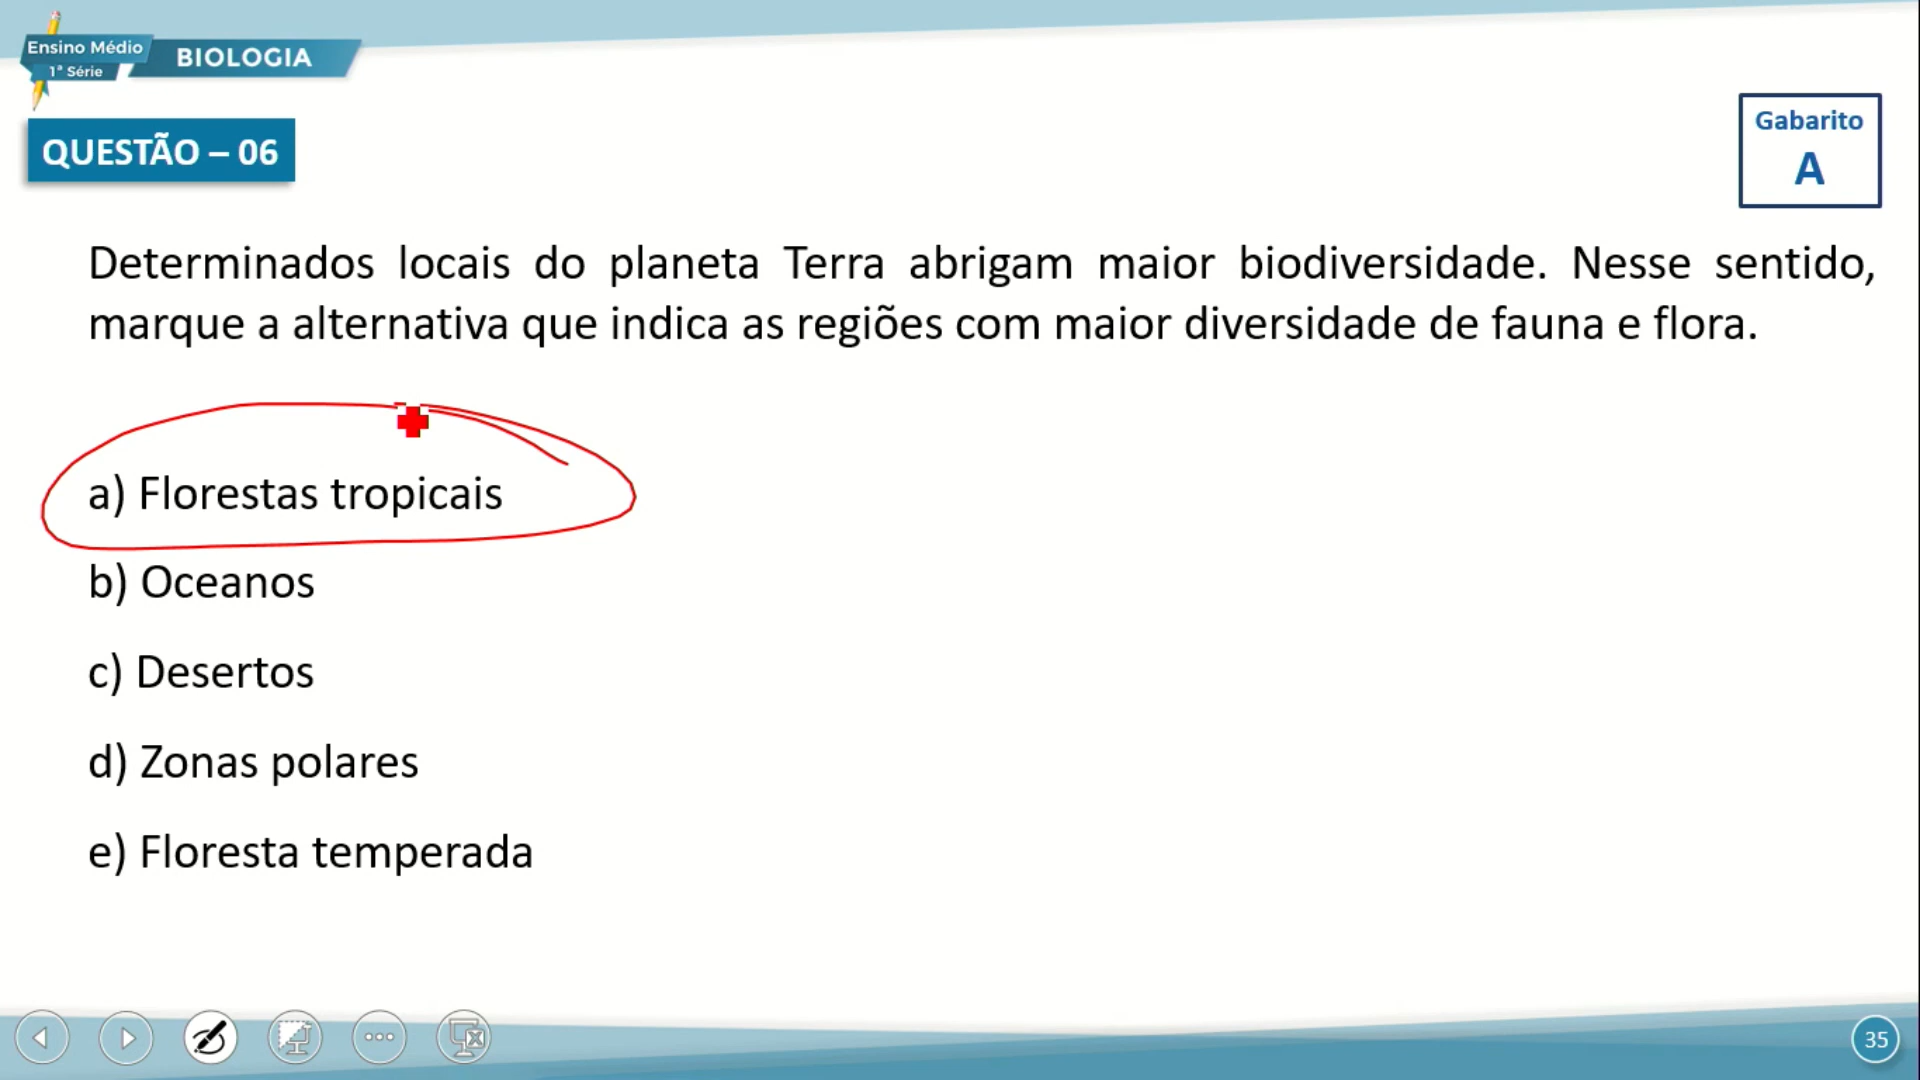 Ensino Médio
1ª Série
BIOLOGIA
QUESTÃO – 06
Gabarito
A
Determinados locais do planeta Terra abrigam maior biodiversidade. Nesse sentido,
marque a alternativa que indica as regiões com maior diversidade de fauna e flora.
a) Florestas tropicais
b) Oceanos
c) Desertos
d) Zonas polares
e) Floresta temperada
35